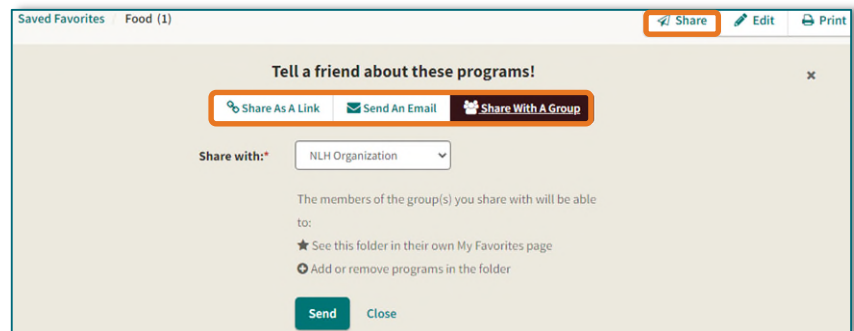 Saved Favorites / Food (1) Share Edit Print
Tell a friend about these programs! ×
Share As A Link Send An Email Share With A Group
Share with:* NLH Organization
The members of the group(s) you share with will be able
to:
See this folder in their own My Favorites page
Add or remove programs in the folder
Send Close